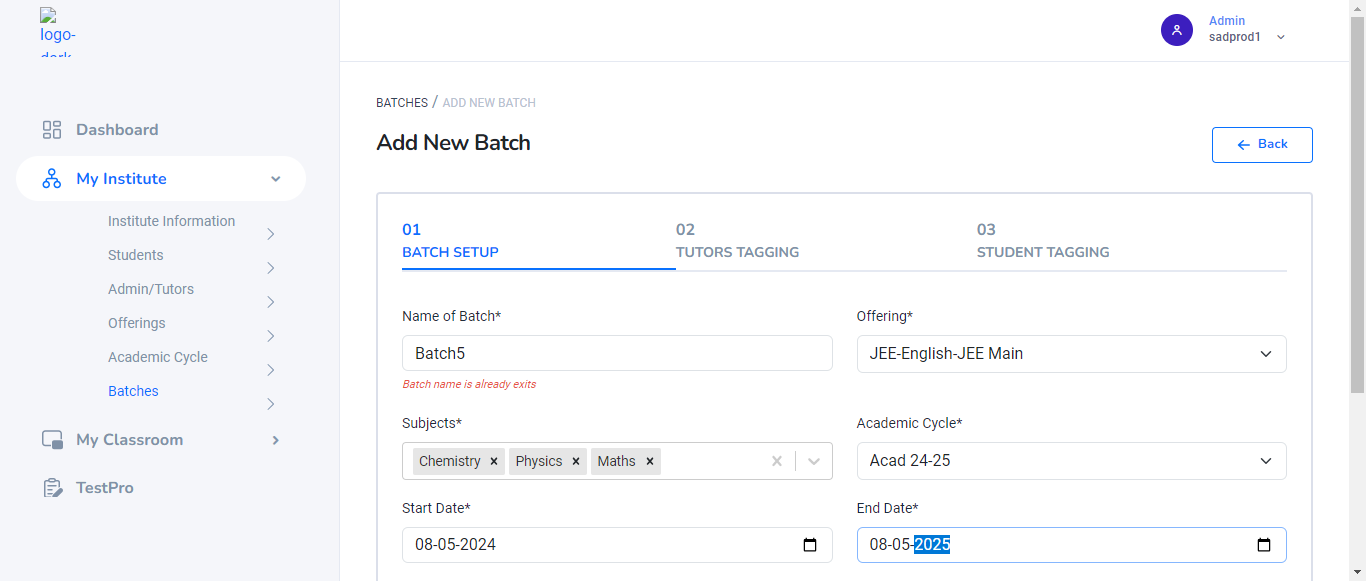 logo-
dark
Admin
sadprod1
BATCHES / ADD NEW BATCH
Add New Batch
Back
Dashboard
My Institute
Institute Information
Students
Admin/Tutors
Offerings
Academic Cycle
Batches
My Classroom
TestPro
01
BATCH SETUP
02
TUTORS TAGGING
03
STUDENT TAGGING
Name of Batch*
Batch5
Batch name is already exits
Offering*
JEE-English-JEE Main
Subjects*
Chemistry × Physics × Maths ×
Academic Cycle*
Acad 24-25
Start Date*
08-05-2024
End Date*
08-05-2025